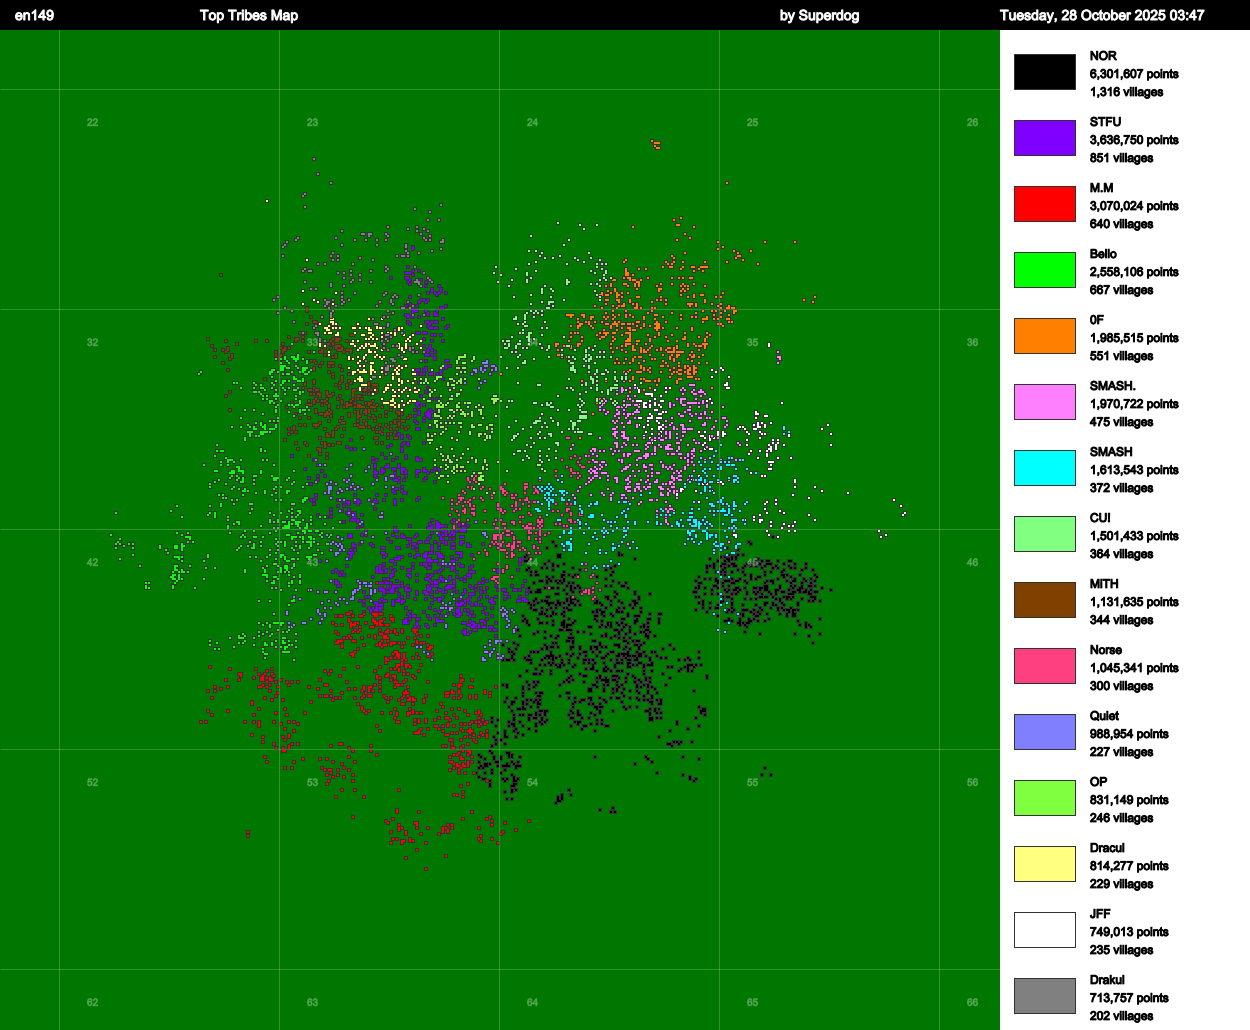 en149 Top Tribes Map by Superdog Tuesday, 28 October 2025 03:47
22 23 24 25 26
32 33 34 35 36
42 43 44 45 46
52 53 54 55 56
62 63 64 65 66
NOR
6,301,607 points
1,316 villages
STFU
3,636,750 points
851 villages
M.M
3,070,024 points
640 villages
Bello
2,558,106 points
667 villages
0F
1,985,515 points
551 villages
SMASH.
1,970,722 points
475 villages
SMASH
1,613,543 points
372 villages
CUI
1,501,433 points
364 villages
MITH
1,131,635 points
344 villages
Norse
1,045,341 points
300 villages
Quiet
988,954 points
227 villages
OP
831,149 points
246 villages
Dracul
814,277 points
229 villages
JFF
749,013 points
235 villages
Drakul
713,757 points
202 villages